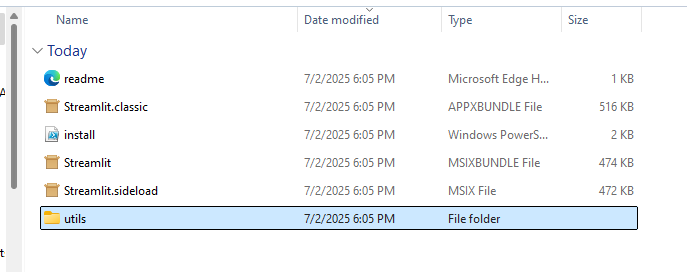 Name Date modified Type Size
Today
readme 7/2/2025 6:05 PM Microsoft Edge H... 1 KB
Streamlit.classic 7/2/2025 6:05 PM APPXBUNDLE File 516 KB
install 7/2/2025 6:05 PM Windows PowerS... 2 KB
Streamlit 7/2/2025 6:05 PM MSIXBUNDLE File 474 KB
Streamlit.sideload 7/2/2025 6:05 PM MSIX File 472 KB
utils 7/2/2025 6:05 PM File folder